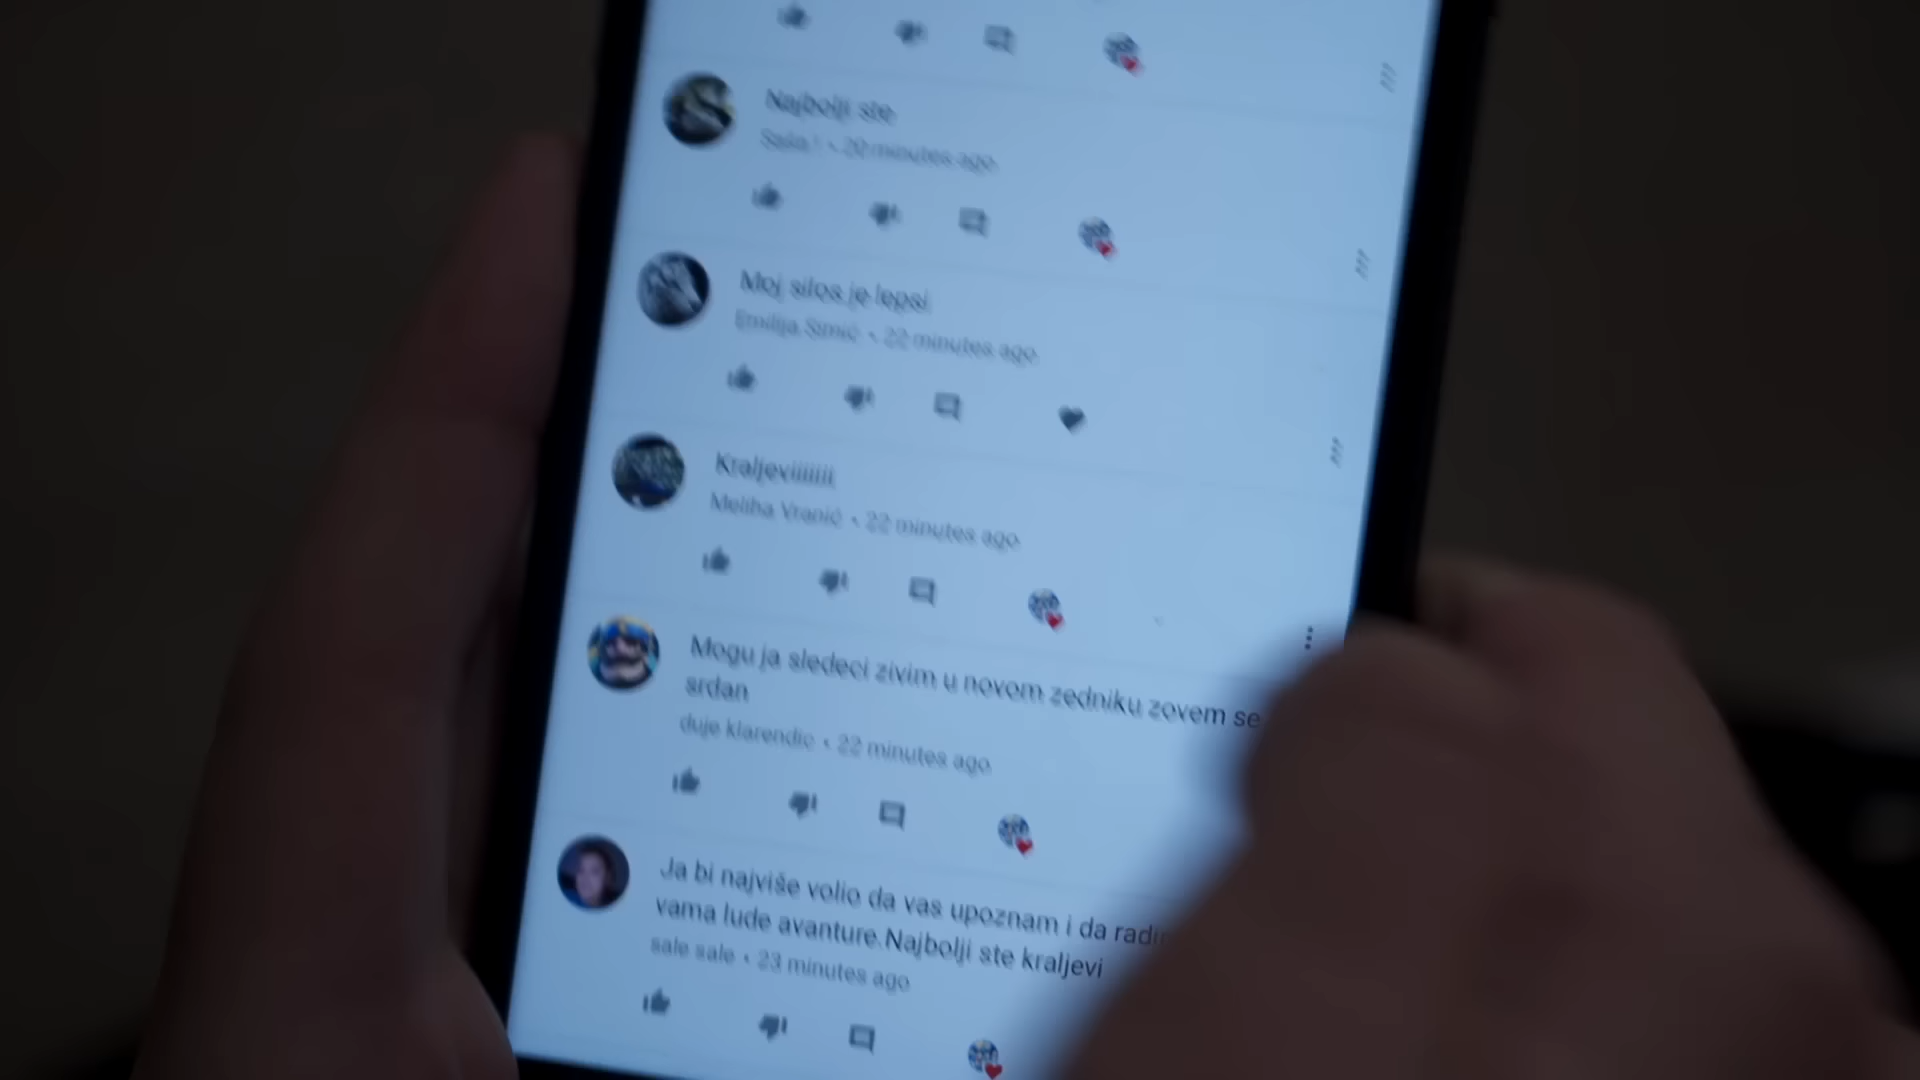 Najbolji ste
20 minutes ago
Moj silos je lepsi
Emilija Simić • 22 minutes ago
Kraljeviiiiiii
Meliha Vranić • 22 minutes ago
Mogu ja sledeci zivim u novom zedniku zovem se
srdan
duje klarendic • 22 minutes ago
Ja bi najviše volio da vas upoznam i da
vama lude avanture.Najbolji ste kraljevi
sale sale • 23 minutes ago